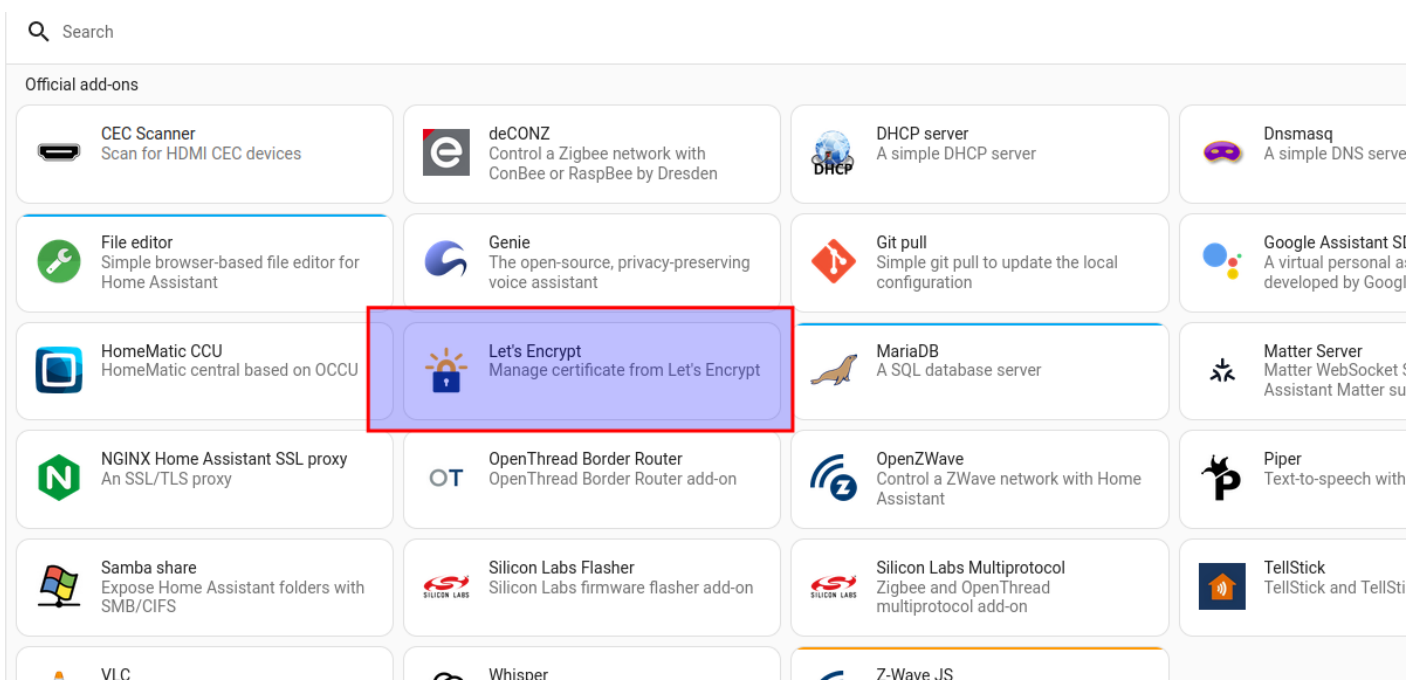 Search
Official add-ons
CEC Scanner
Scan for HDMI CEC devices
deCONZ
Control a Zigbee network with
ConBee or RaspBee by Dresden
DHCP
DHCP server
A simple DHCP server
Dnsmasq
A simple DNS serve
File editor
Simple browser-based file editor for
Home Assistant
Genie
The open-source, privacy-preserving
voice assistant
Git pull
Simple git pull to update the local
configuration
Google Assistant SD
A virtual personal as
developed by Googl
HomeMatic CCU
HomeMatic central based on OCCU
Let's Encrypt
Manage certificate from Let's Encrypt
MariaDB
A SQL database server
Matter Server
Matter WebSocket S
Assistant Matter su
N
NGINX Home Assistant SSL proxy
An SSL/TLS proxy
OT
OpenThread Border Router
OpenThread Border Router add-on
OpenZWave
Control a ZWave network with Home
Assistant
Piper
Text-to-speech with
Samba share
Expose Home Assistant folders with
SMB/CIFS
SILICON LABS
Silicon Labs Flasher
Silicon Labs firmware flasher add-on
SILICON LABS
Silicon Labs Multiprotocol
Zigbee and OpenThread
multiprotocol add-on
TellStick
TellStick and TellSti
VLC
Whisper
Z-Wave JS